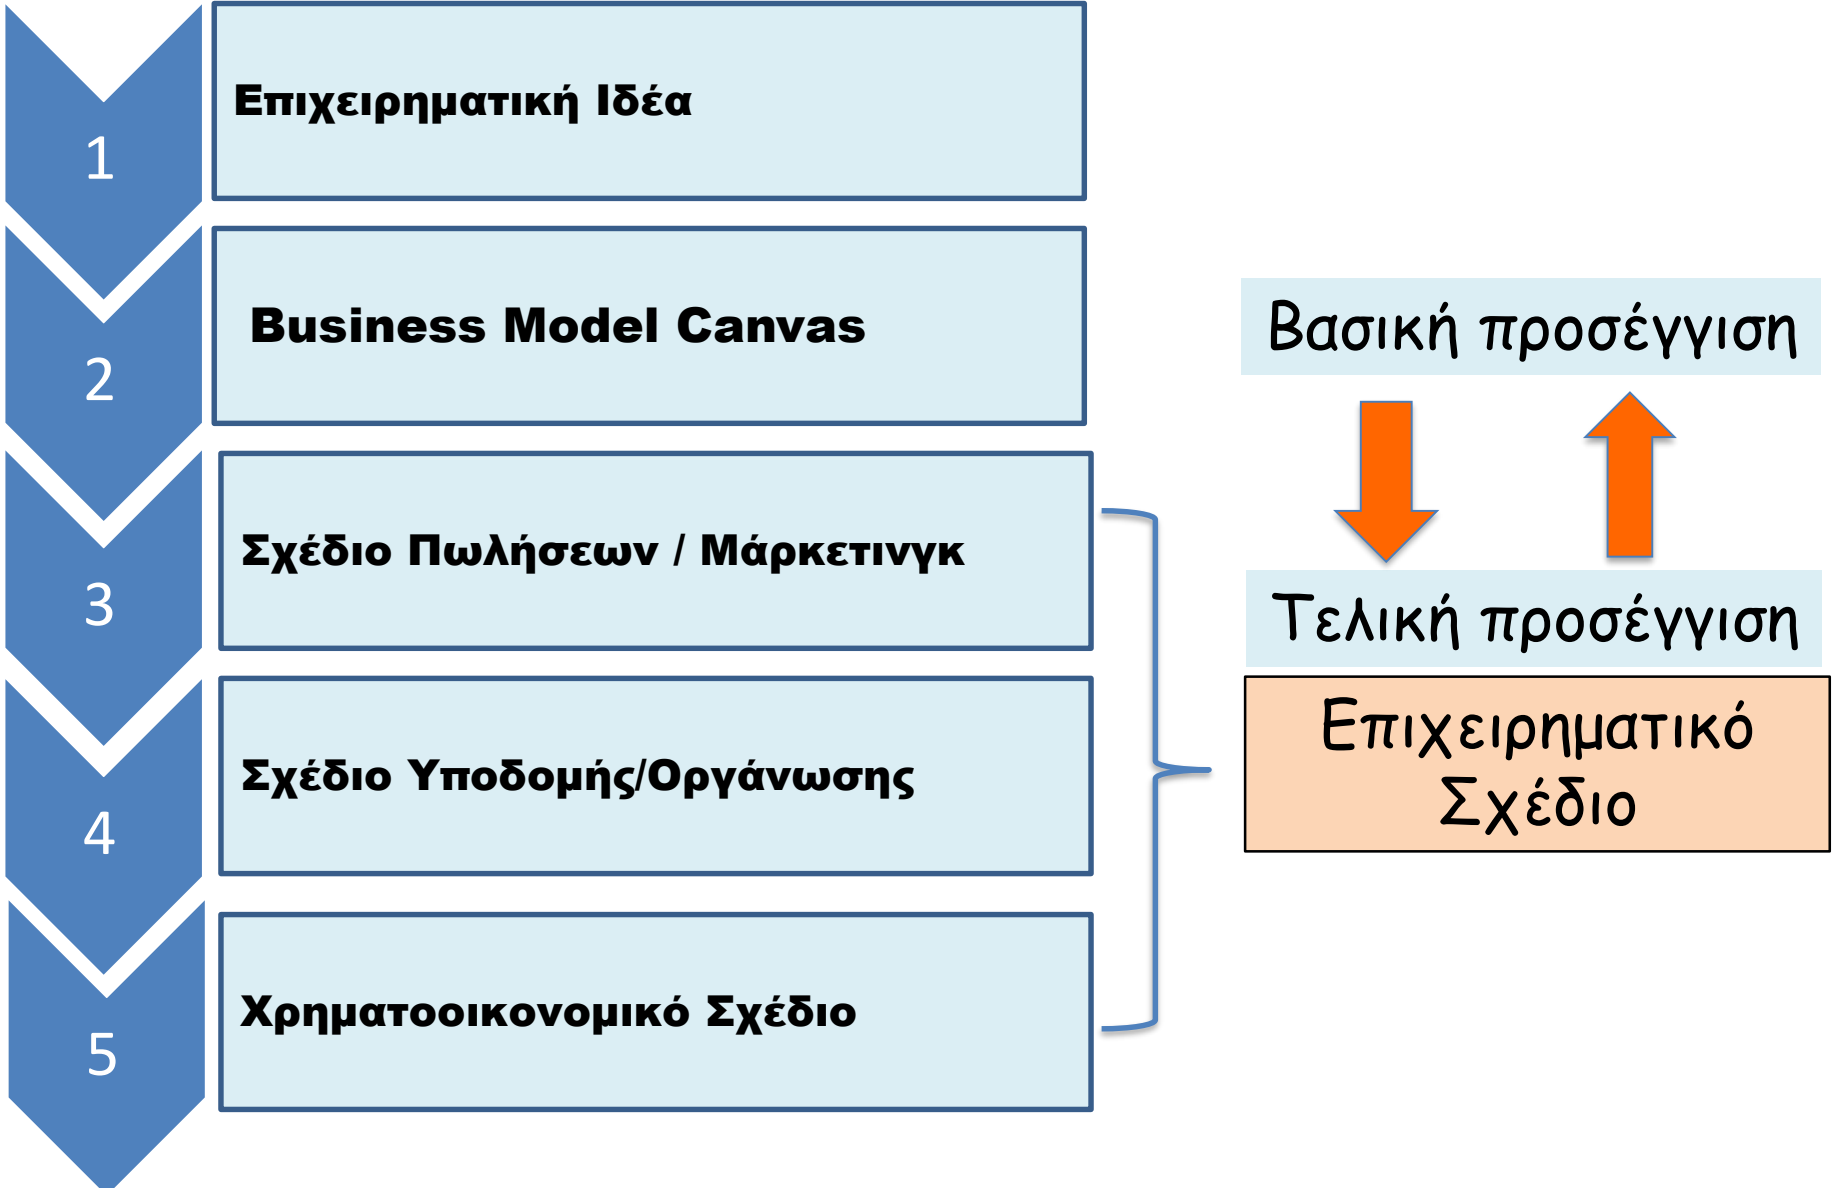 1
Επιχειρηματική Ιδέα
2
Business Model Canvas
3
Σχέδιο Πωλήσεων / Μάρκετινγκ
4
Σχέδιο Υποδομής/Οργάνωσης
5
Χρηματοοικονομικό Σχέδιο
Βασική προσέγγιση
Τελική προσέγγιση
Επιχειρηματικό
Σχέδιο